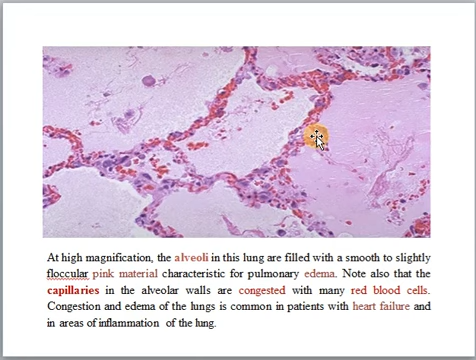 At high magnification, the alveoli in this lung are filled with a smooth to slightly
floccular pink material characteristic for pulmonary edema. Note also that the
capillaries in the alveolar walls are congested with many red blood cells.
Congestion and edema of the lungs is common in patients with heart failure and
in areas of inflammation of the lung.